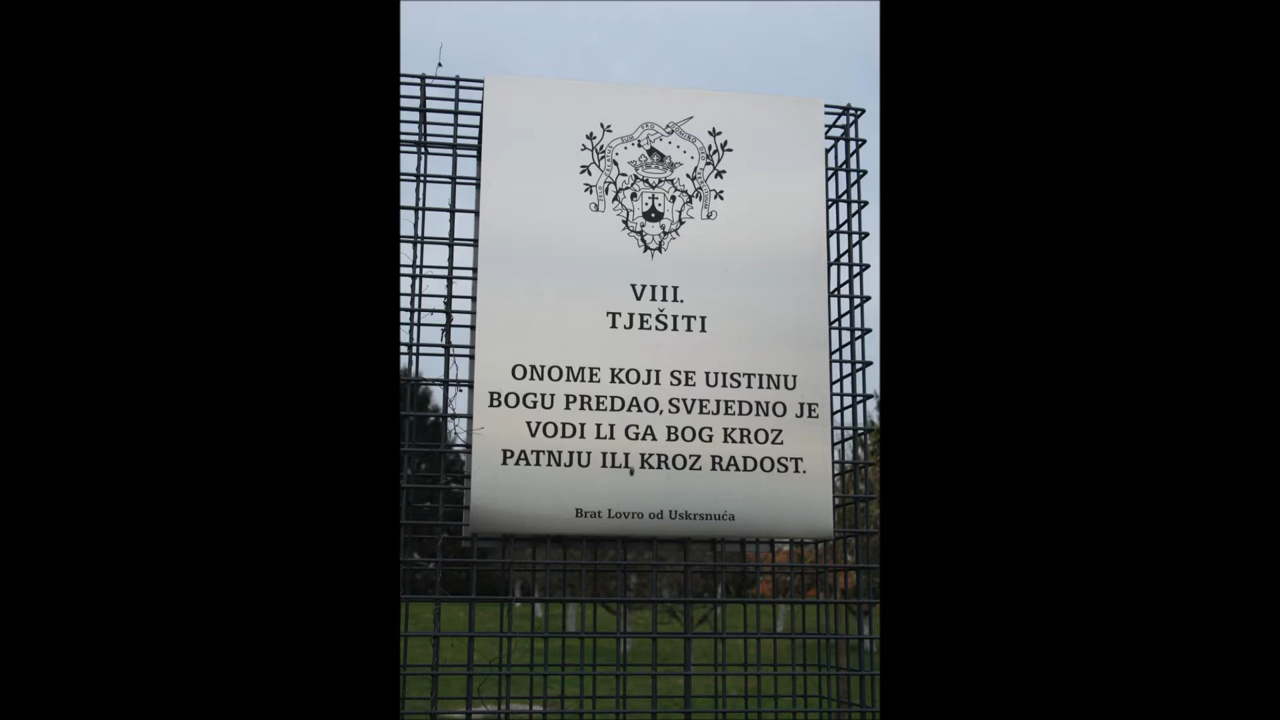 VIII.
TJEŠITI
ONOME KOJI SE UISTINU
BOGU PREDAO, SVEJEDNO JE
VODI LI GA BOG KROZ
PATNJU ILI KROZ RADOST.
Brat Lovro od Uskrsnuća